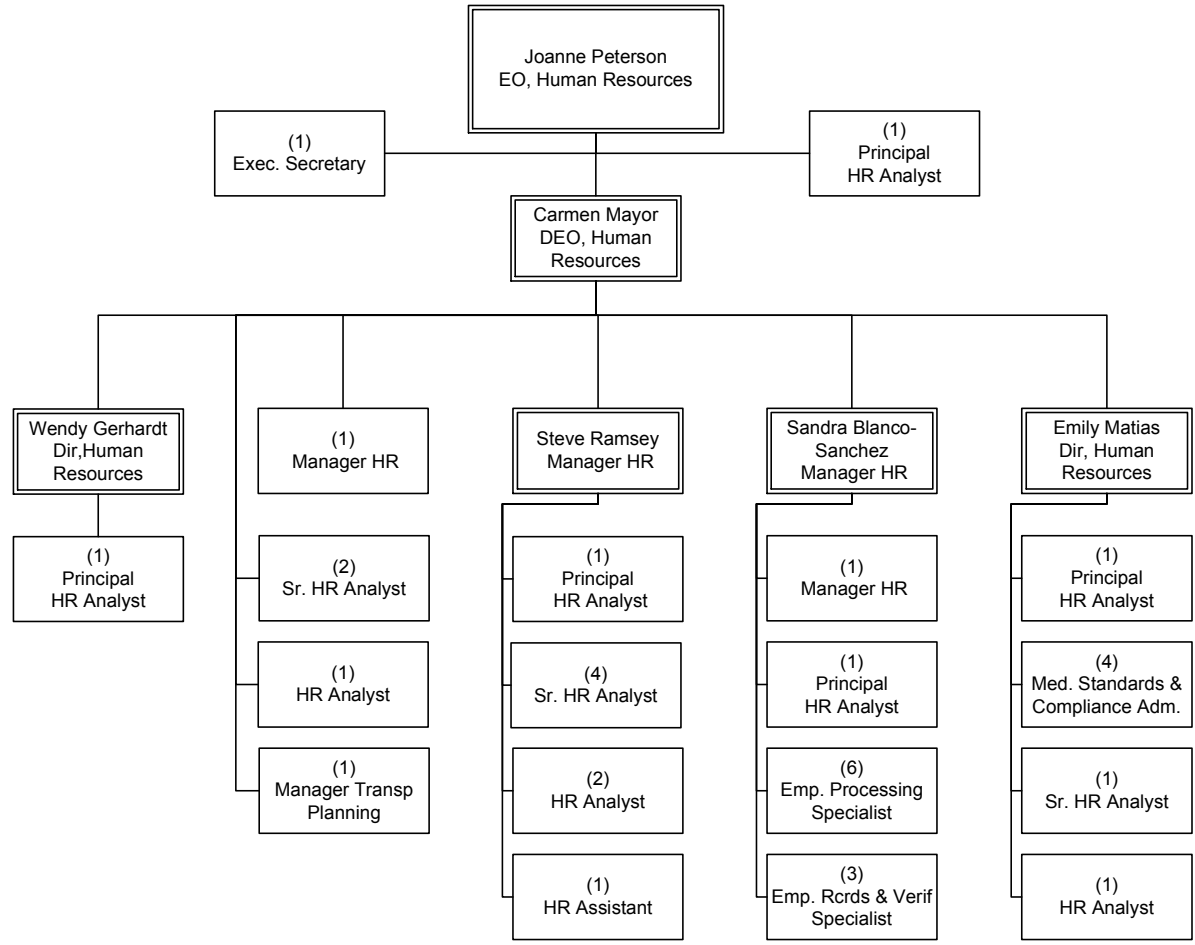 Joanne Peterson
EO, Human Resources
(1)
Exec. Secretary
(1)
Principal
HR Analyst
Carmen Mayor
DEO, Human
Resources
Wendy Gerhardt
Dir,Human
Resources
(1)
Manager HR
Steve Ramsey
Manager HR
Sandra Blanco-
Sanchez
Manager HR
Emily Matias
Dir, Human
Resources
(1)
Principal
HR Analyst
(2)
Sr. HR Analyst
(1)
Principal
HR Analyst
(1)
Manager HR
(1)
Principal
HR Analyst
(1)
HR Analyst
(4)
Sr. HR Analyst
(1)
Principal
HR Analyst
(4)
Med. Standards &
Compliance Adm.
(1)
Manager Transp
Planning
(2)
HR Analyst
(6)
Emp. Processing
Specialist
(1)
Sr. HR Analyst
(1)
HR Assistant
(3)
Emp. Rcrds & Verif
Specialist
(1)
HR Analyst